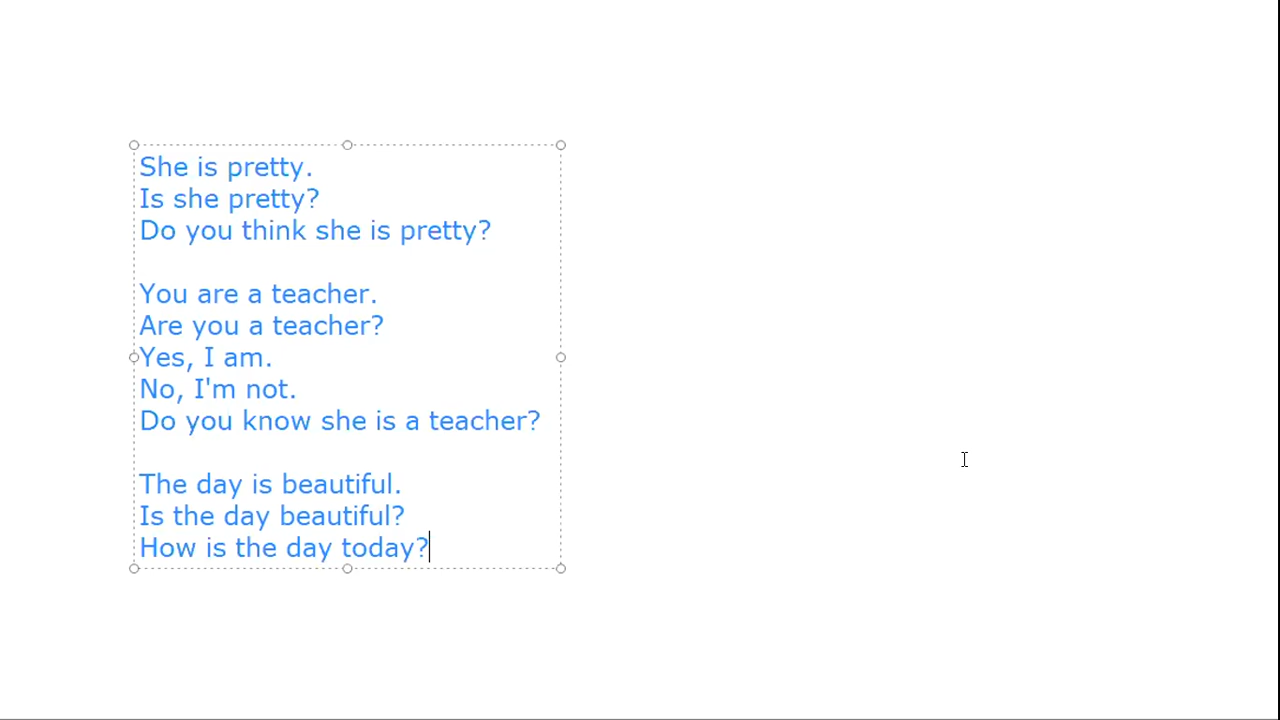 She is pretty.
Is she pretty?
Do you think she is pretty?
You are a teacher.
Are you a teacher?
Yes, I am.
No, I'm not.
Do you know she is a teacher?
The day is beautiful.
Is the day beautiful?
How is the day today?